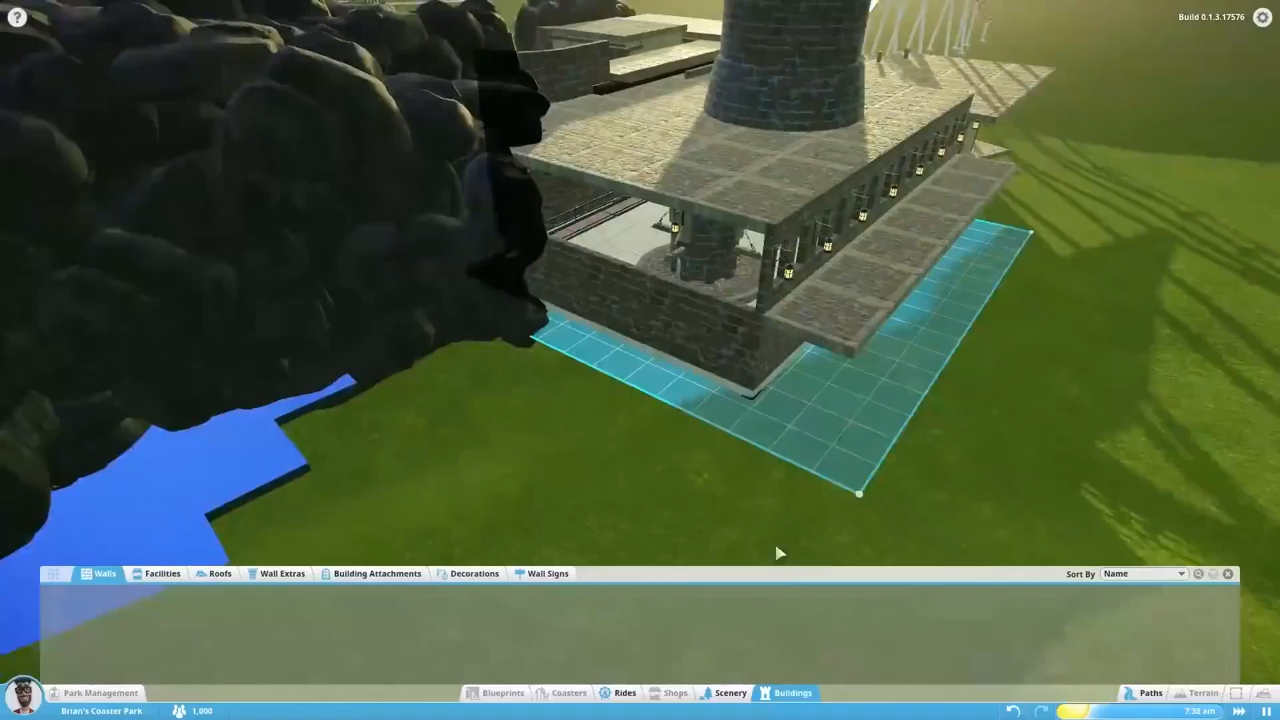 ?
Build 0.1.3.17576
Walls Facilities Roofs Wall Extras Building Attachments Decorations Wall Signs Sort By Name
Park Management Blueprints Coasters Rides Shops Scenery Buildings Paths Terrain
Brian's Coaster Park 1,000 7:38 am